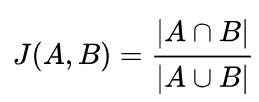 J(A, B) = |A ∩ B| / |A ∪ B|